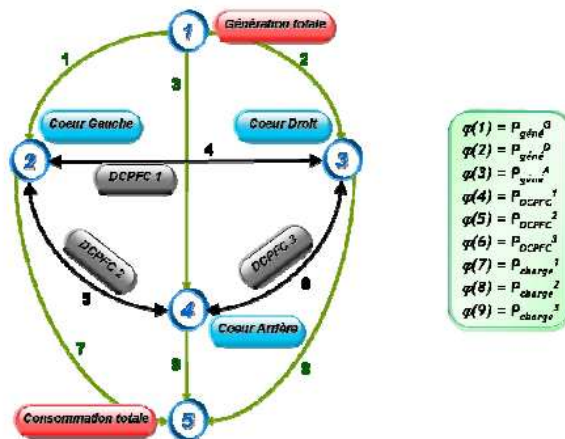 Génération totale
1
1
2
3
Coeur Gauche
Coeur Droit
2
4
3
DCPFC 1
DCPFC 2
DCPFC 3
5
6
4
Coeur Arrière
7
9
8
Consommation totale
5
φ(1) = P_géné^G
φ(2) = P_géné^D
φ(3) = P_géné^A
φ(4) = P_DCPFC^1
φ(5) = P_DCPFC^2
φ(6) = P_DCPFC^3
φ(7) = P_charge^1
φ(8) = P_charge^2
φ(9) = P_charge^3